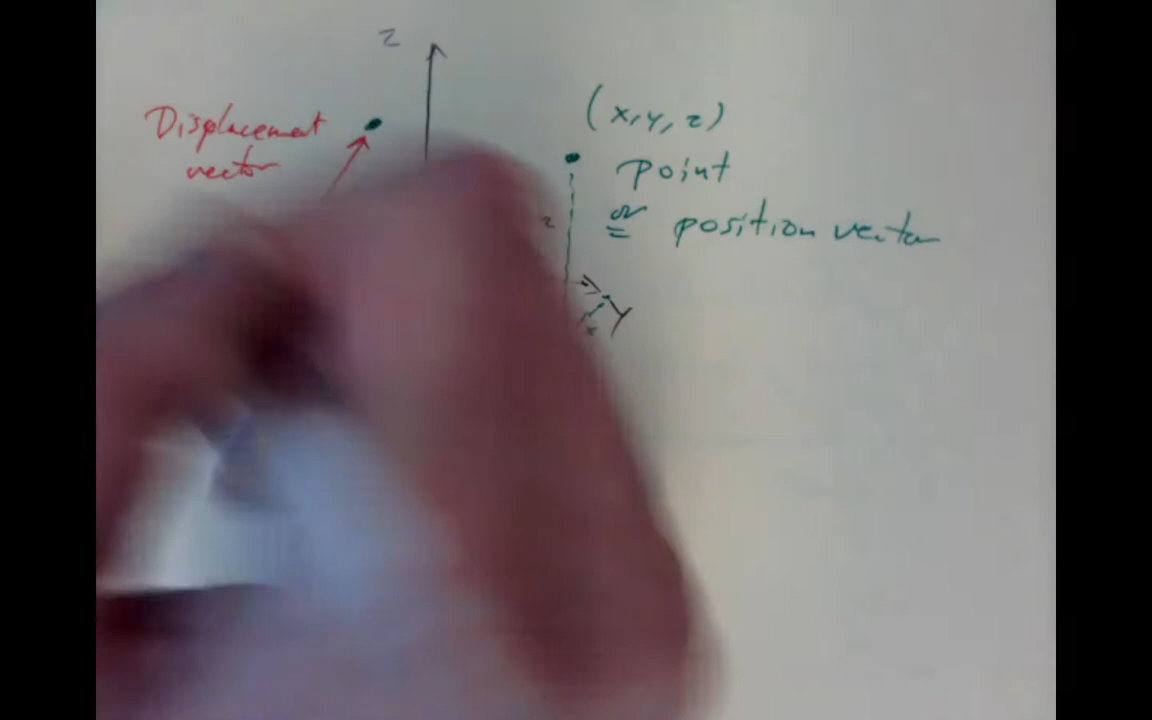 z
Displacement
vector
(x, y, z)
point
or position vector
z
x
y